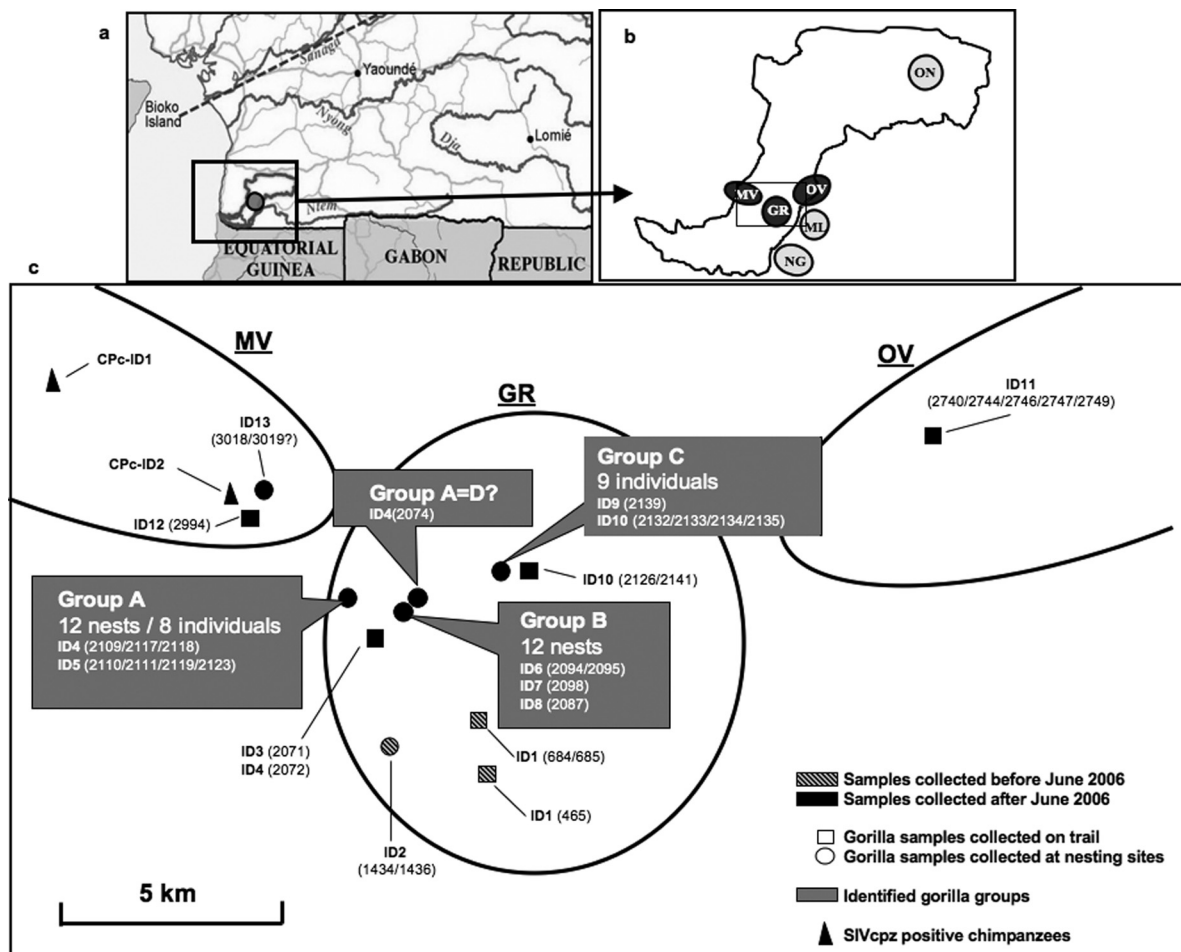 a
Sanaga
Yaoundé
Bioko
Island
Nyong
Dja
Lomié
Ntem
EQUATORIAL
GUINEA
GABON
REPUBLIC
b
ON
MV
OV
GR
ML
NG
c
MV
OV
GR
CPc-ID1
ID11
(2740/2744/2746/2747/2749)
ID13
(3018/3019?)
CPc-ID2
ID12 (2994)
Group A=D?
ID4(2074)
Group C
9 individuals
ID9 (2139)
ID10 (2132/2133/2134/2135)
ID10 (2126/2141)
Group A
12 nests / 8 individuals
ID4 (2109/2117/2118)
ID5 (2110/2111/2119/2123)
Group B
12 nests
ID6 (2094/2095)
ID7 (2098)
ID8 (2087)
ID3 (2071)
ID4 (2072)
ID1 (684/685)
ID1 (465)
ID2
(1434/1436)
5 km
Samples collected before June 2006
Samples collected after June 2006
Gorilla samples collected on trail
Gorilla samples collected at nesting sites
Identified gorilla groups
SIVcpz positive chimpanzees